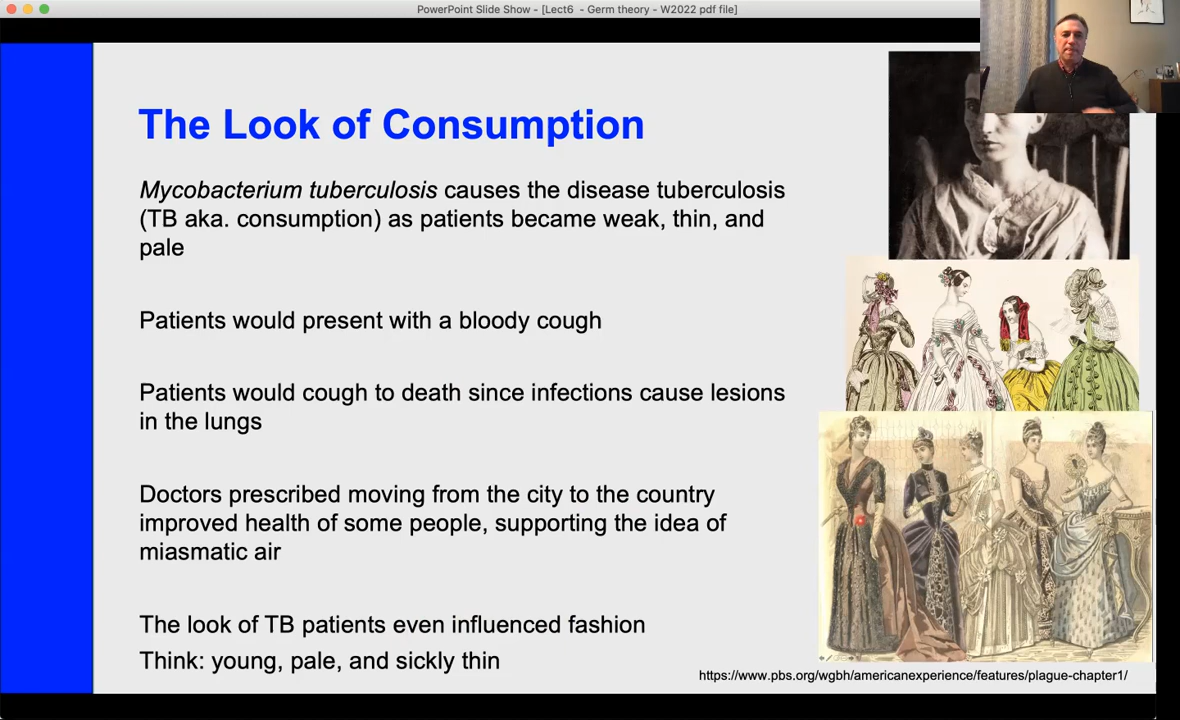 PowerPoint Slide Show - [Lect6 - Germ theory - W2022 pdf file]
The Look of Consumption
Mycobacterium tuberculosis causes the disease tuberculosis
(TB aka. consumption) as patients became weak, thin, and
pale
Patients would present with a bloody cough
Patients would cough to death since infections cause lesions
in the lungs
Doctors prescribed moving from the city to the country
improved health of some people, supporting the idea of
miasmatic air
The look of TB patients even influenced fashion
Think: young, pale, and sickly thin
https://www.pbs.org/wgbh/americanexperience/features/plague-chapter1/